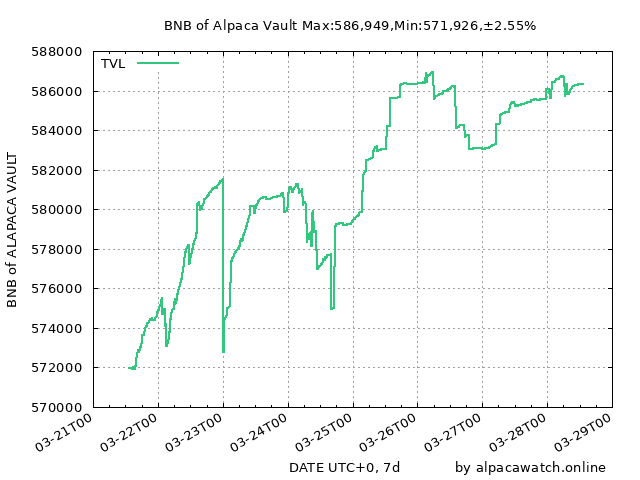 BNB of Alpaca Vault Max:586,949,Min:571,926,±2.55%
TVL
588000
586000
584000
582000
580000
578000
576000
574000
572000
570000
BNB of ALAPACA VAULT
03-21T00
03-22T00
03-23T00
03-24T00
03-25T00
03-26T00
03-27T00
03-28T00
03-29T00
DATE UTC+0, 7d
by alpacawatch.online